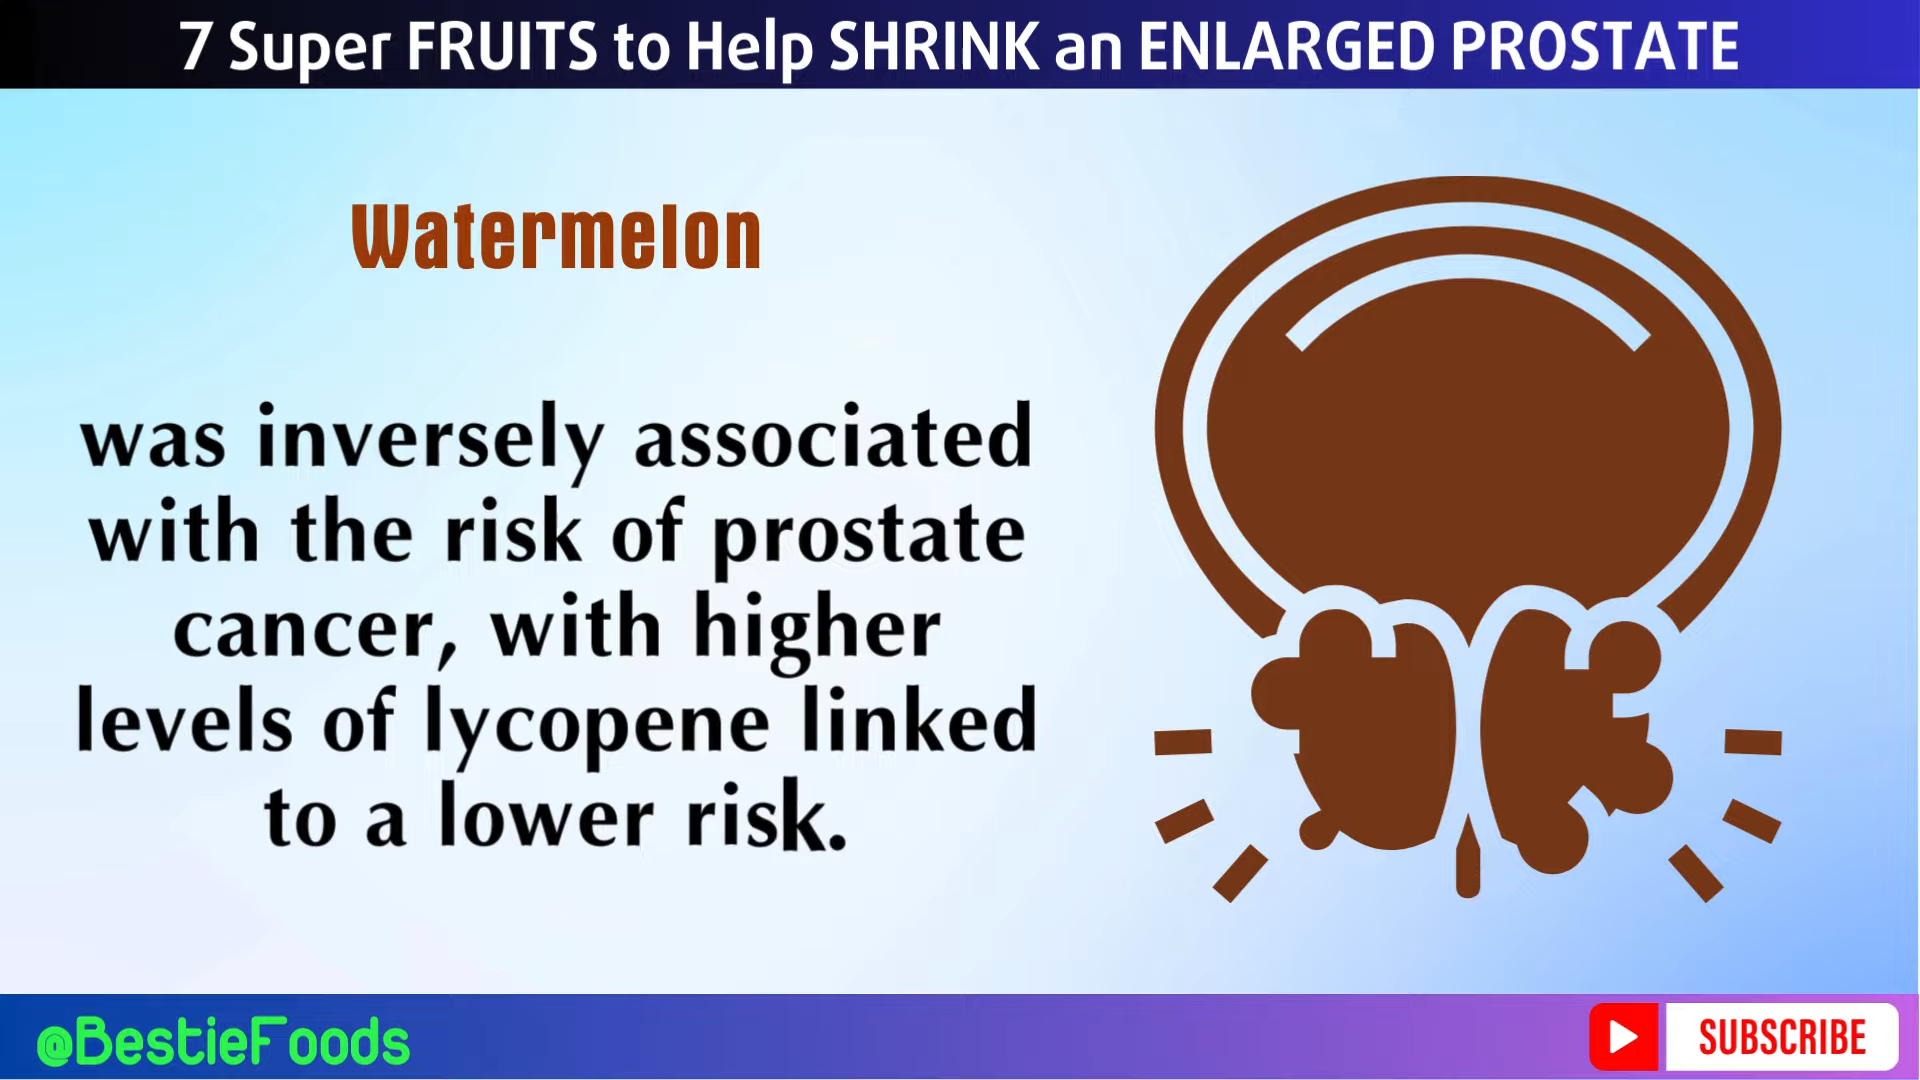 7 Super FRUITS to Help SHRINK an ENLARGED PROSTATE
Watermelon
was inversely associated
with the risk of prostate
cancer, with higher
levels of lycopene linked
to a lower risk.
@BestieFoods
SUBSCRIBE